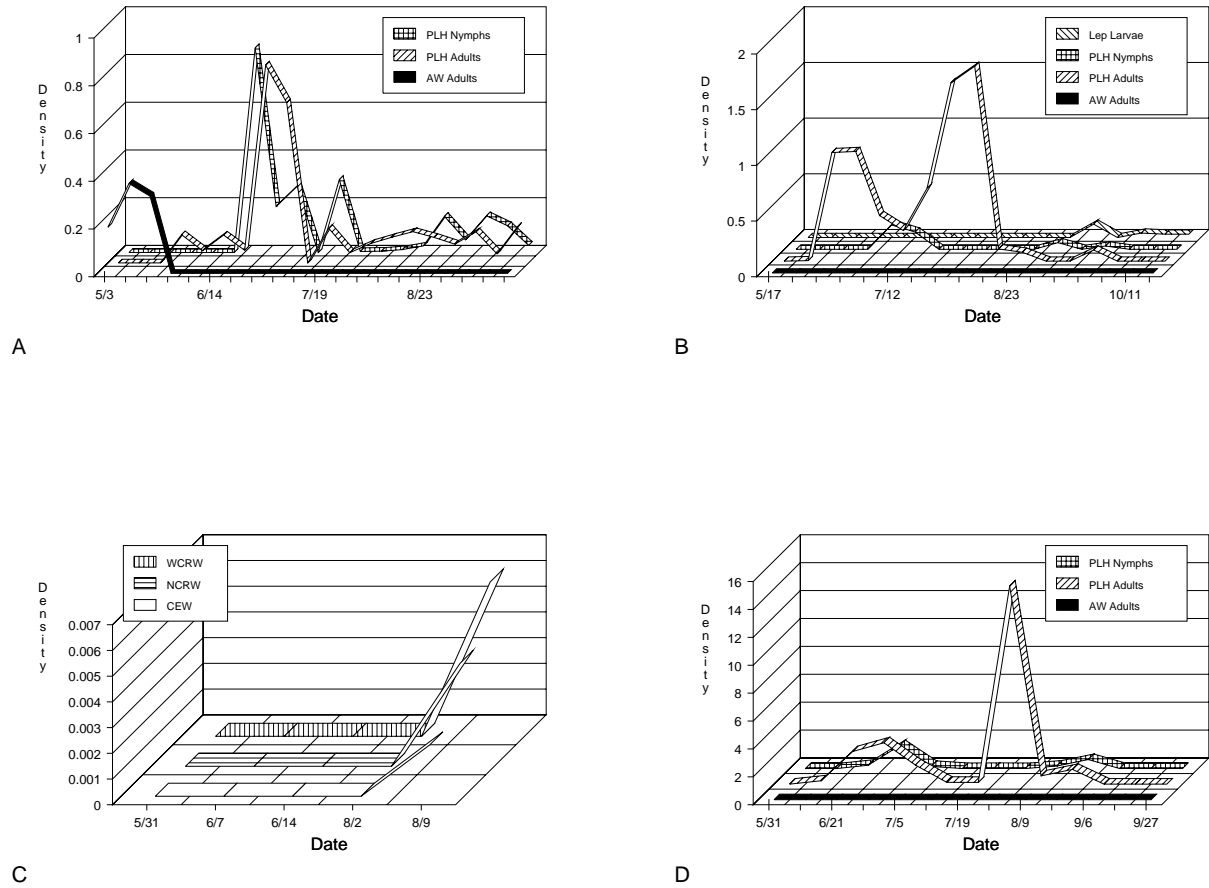 PLH Nymphs
PLH Adults
AW Adults
Density
1
0.8
0.6
0.4
0.2
0
5/3 6/14 7/19 8/23
Date
A
Lep Larvae
PLH Nymphs
PLH Adults
AW Adults
Density
2
1.5
1
0.5
0
5/17 7/12 8/23 10/11
Date
B
WCRW
NCRW
CEW
Density
0.007
0.006
0.005
0.004
0.003
0.002
0.001
0
5/31 6/7 6/14 8/2 8/9
Date
C
PLH Nymphs
PLH Adults
AW Adults
Density
16
14
12
10
8
6
4
2
0
5/31 6/21 7/5 7/19 8/9 9/6 9/27
Date
D